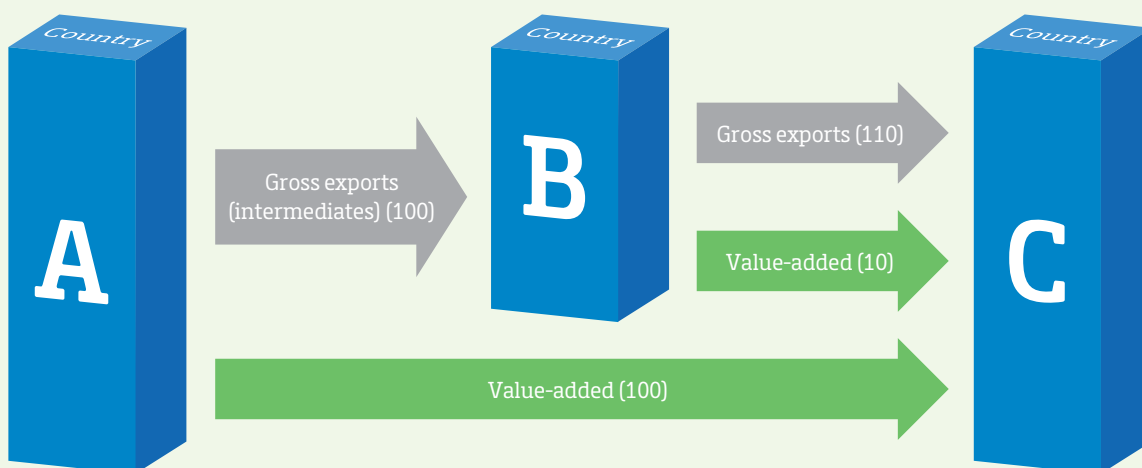 Country
A
Gross exports
(intermediates) (100)
Country
B
Gross exports (110)
Value-added (10)
Value-added (100)
Country
C